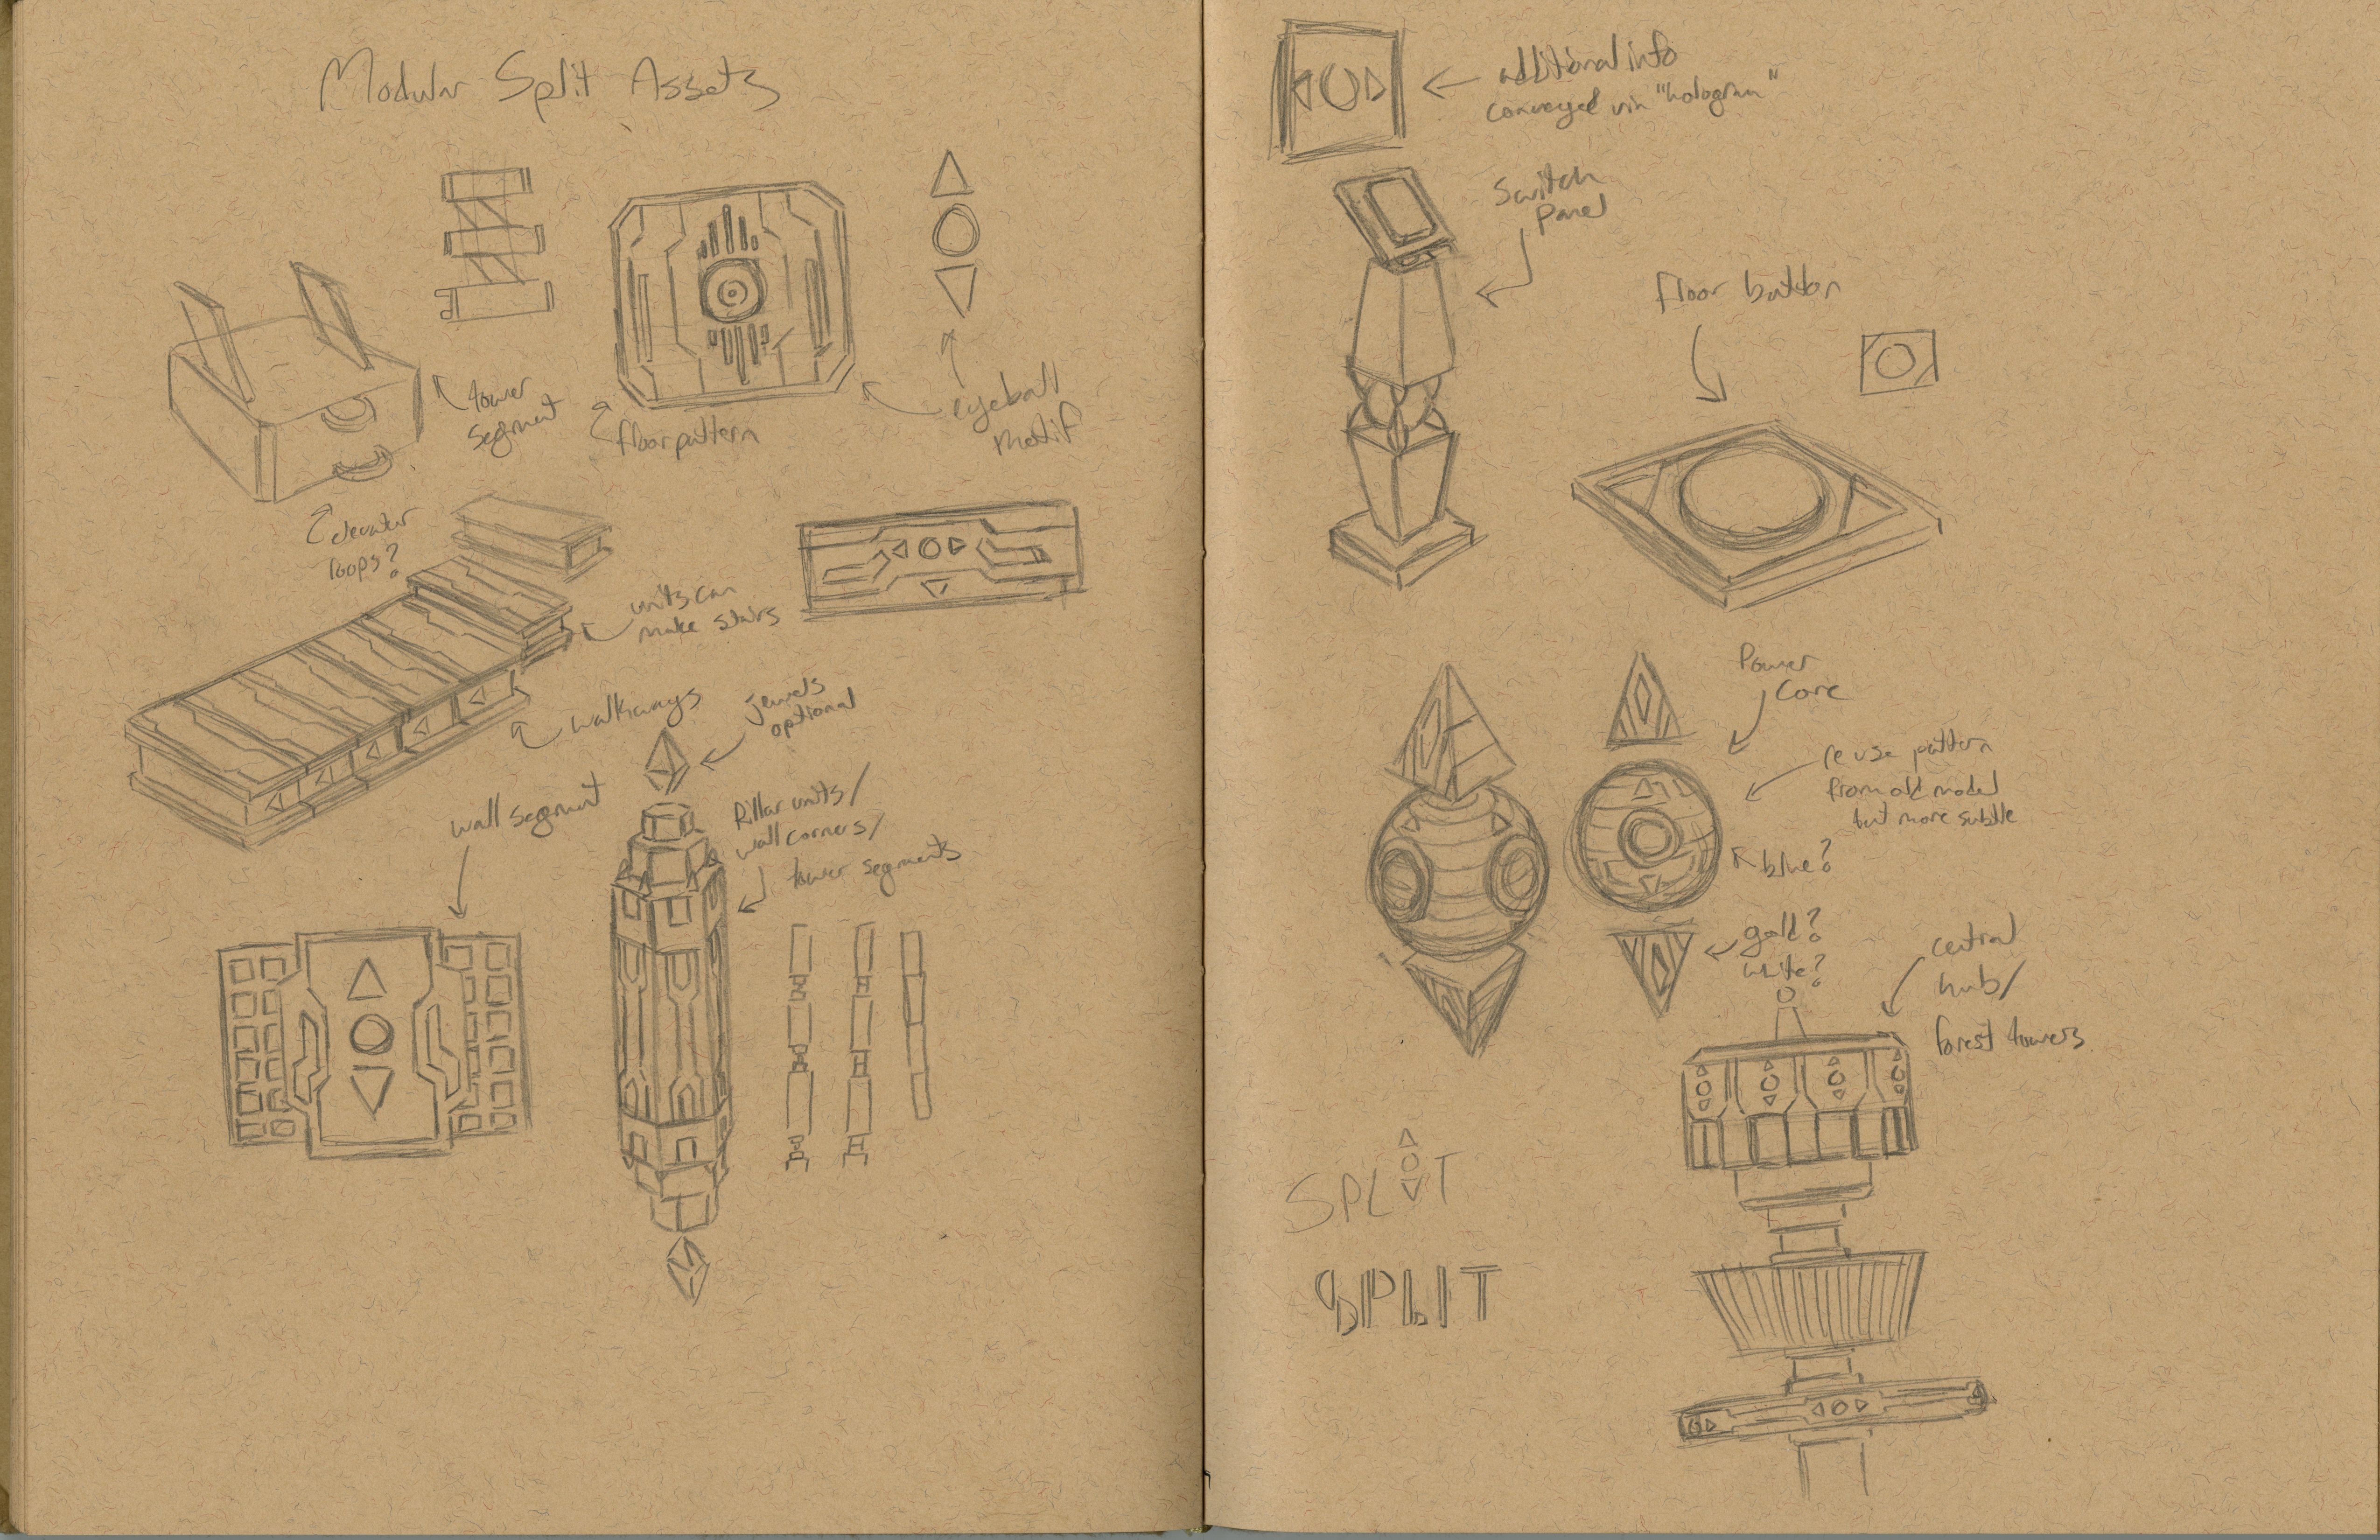 Modular Split Assets
tower
segment
floor pattern
eyeball
motif
elevator
loops?
units can
make stairs
walkways
jewels
optional
wall segment
Pillar units/
wall corners/
tower segments
additional info
conveyed via "hologram"
Switch
Panel
floor button
Power
Core
re use pattern
from old model
but more subtle
blue?
gold?
white?
central
hub/
forest towers
SPLIT
SPLIT